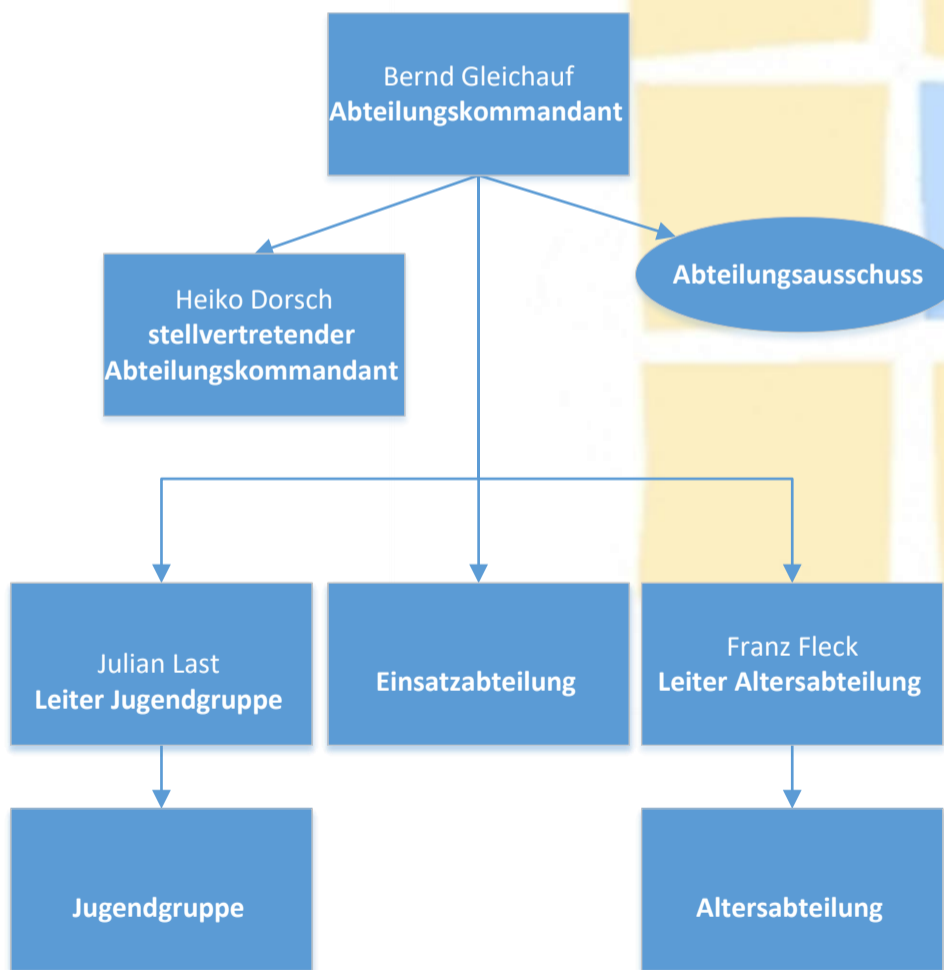 Bernd Gleichauf
Abteilungskommandant
Heiko Dorsch
stellvertretender
Abteilungskommandant
Abteilungsausschuss
Julian Last
Leiter Jugendgruppe
Einsatzabteilung
Franz Fleck
Leiter Altersabteilung
Jugendgruppe
Altersabteilung